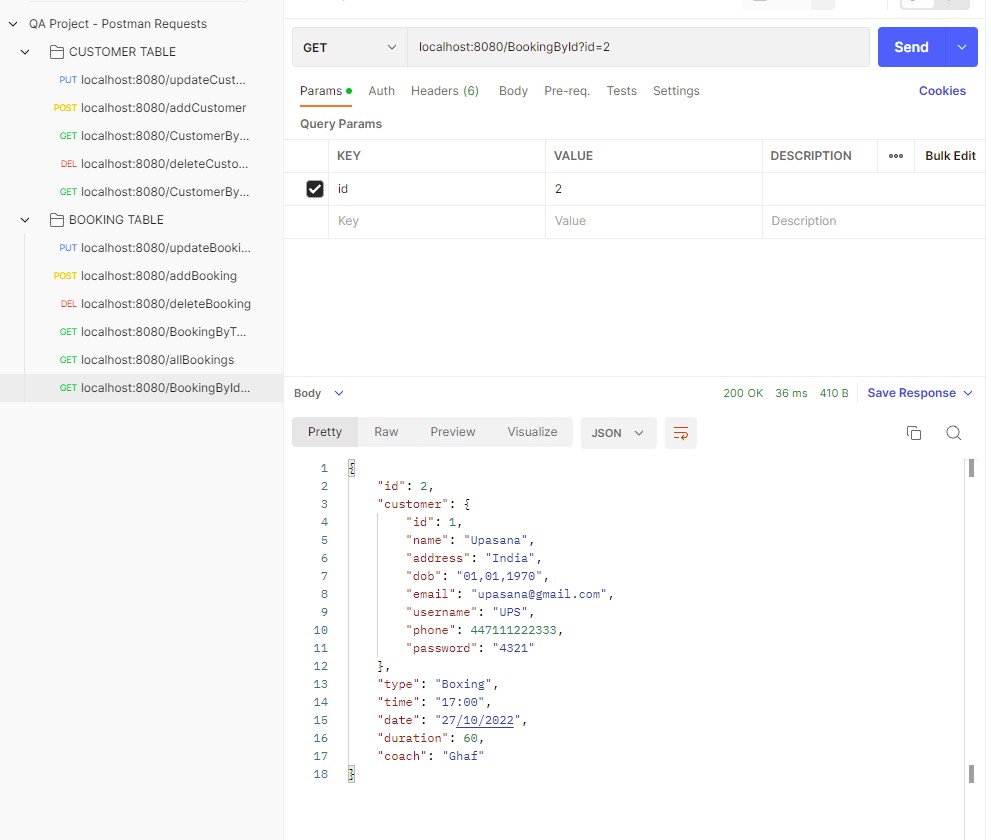 QA Project - Postman Requests
CUSTOMER TABLE
PUT localhost:8080/updateCust...
POST localhost:8080/addCustomer
GET localhost:8080/CustomerBy...
DEL localhost:8080/deleteCusto...
GET localhost:8080/CustomerBy...
BOOKING TABLE
PUT localhost:8080/updateBooki...
POST localhost:8080/addBooking
DEL localhost:8080/deleteBooking
GET localhost:8080/BookingByT...
GET localhost:8080/allBookings
GET localhost:8080/BookingById...
GET localhost:8080/BookingById?id=2 Send
Params Auth Headers (6) Body Pre-req. Tests Settings Cookies
Query Params
KEY VALUE DESCRIPTION ••• Bulk Edit
id 2
Key Value Description
Body 200 OK 36 ms 410 B Save Response
Pretty Raw Preview Visualize JSON
1 {
2 "id": 2,
3 "customer": {
4 "id": 1,
5 "name": "Upasana",
6 "address": "India",
7 "dob": "01,01,1970",
8 "email": "upasana@gmail.com",
9 "username": "UPS",
10 "phone": 447111222333,
11 "password": "4321"
12 },
13 "type": "Boxing",
14 "time": "17:00",
15 "date": "27/10/2022",
16 "duration": 60,
17 "coach": "Ghaf"
18 }